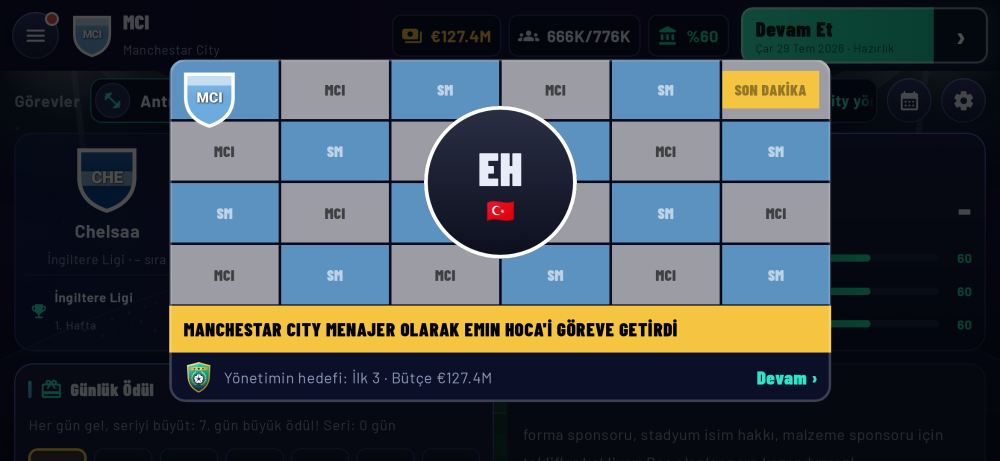 MCI
Manchestar City
€127.4M
666K/776K
%60
Devam Et
Çar 29 Tem 2026 · Hazırlık
›
Görevler
MCI
MCI
SM
MCI
SM
SON DAKİKA
MCI
SM
MCI
SM
SM
MCI
SM
MCI
MCI
SM
MCI
SM
MCI
SM
EH
MANCHESTAR CITY MENAJER OLARAK EMIN HOCA'İ GÖREVE GETİRDİ
Yönetimin hedefi: İlk 3 · Bütçe €127.4M
Devam ›
CHE
Chelsaa
İngiltere Ligi · – sıra
İngiltere Ligi
1. Hafta
60
60
60
Günlük Ödül
Her gün gel, seriyi büyüt: 7. gün büyük ödül! Seri: 0 gün
forma sponsoru, stadyum isim hakkı, malzeme sponsoru için